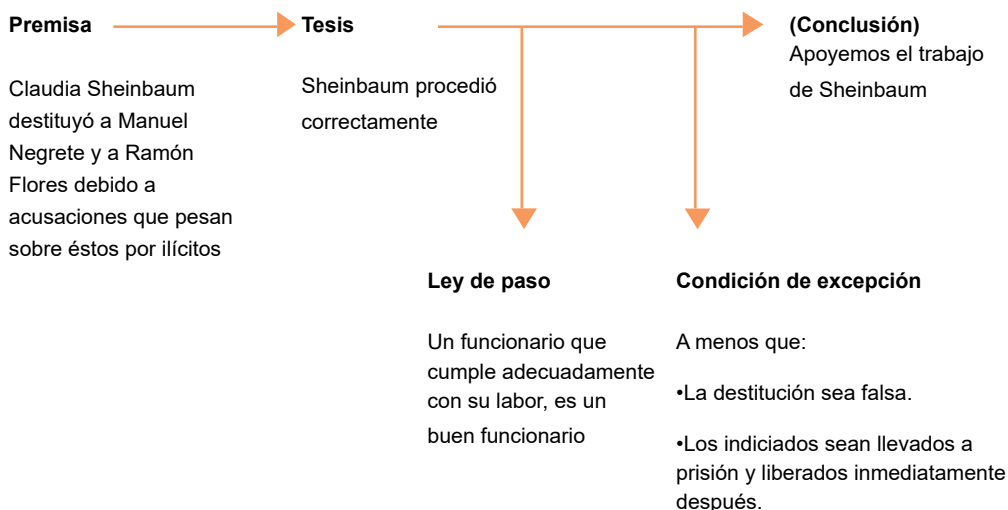 Premisa
Tesis
(Conclusión)
Apoyemos el trabajo
de Sheinbaum
Claudia Sheinbaum
destituyó a Manuel
Negrete y a Ramón
Flores debido a
acusaciones que pesan
sobre éstos por ilícitos
Sheinbaum procedió
correctamente
Ley de paso
Un funcionario que
cumple adecuadamente
con su labor, es un
buen funcionario
Condición de excepción
A menos que:
•La destitución sea falsa.
•Los indiciados sean llevados a
prisión y liberados inmediatamente
después.